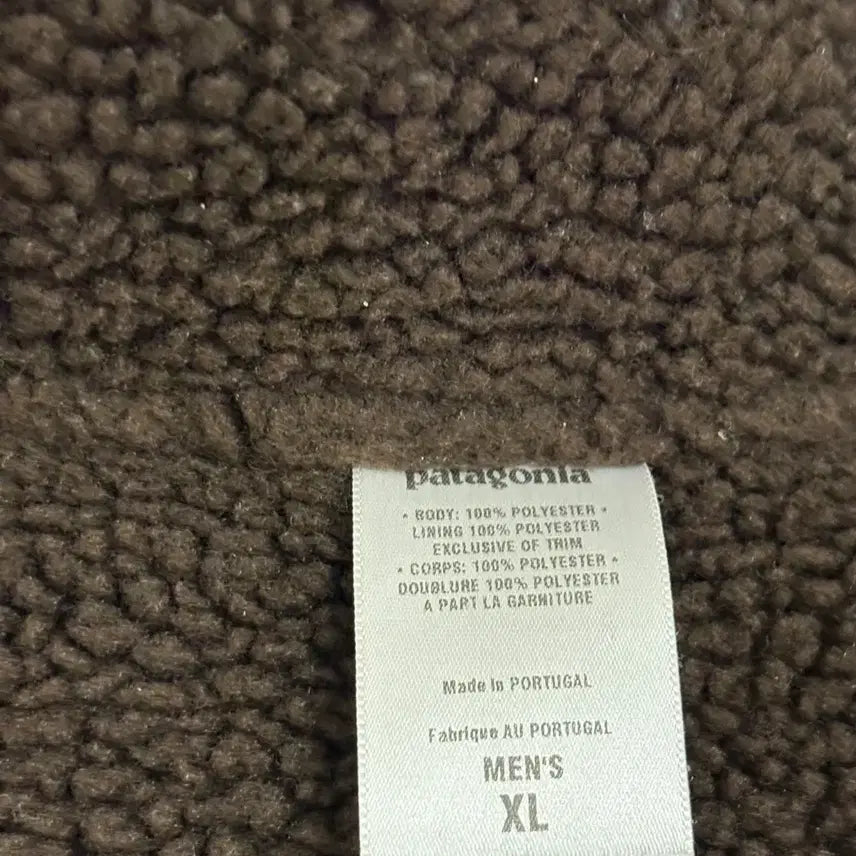 patagonia
• BODY: 100% POLYESTER •
LINING 100% POLYESTER
EXCLUSIVE OF TRIM
• CORPS: 100% POLYESTER •
DOUBLURE 100% POLYESTER
A PART LA GARNITURE
Made In PORTUGAL
Fabrique AU PORTUGAL
MEN'S
XL